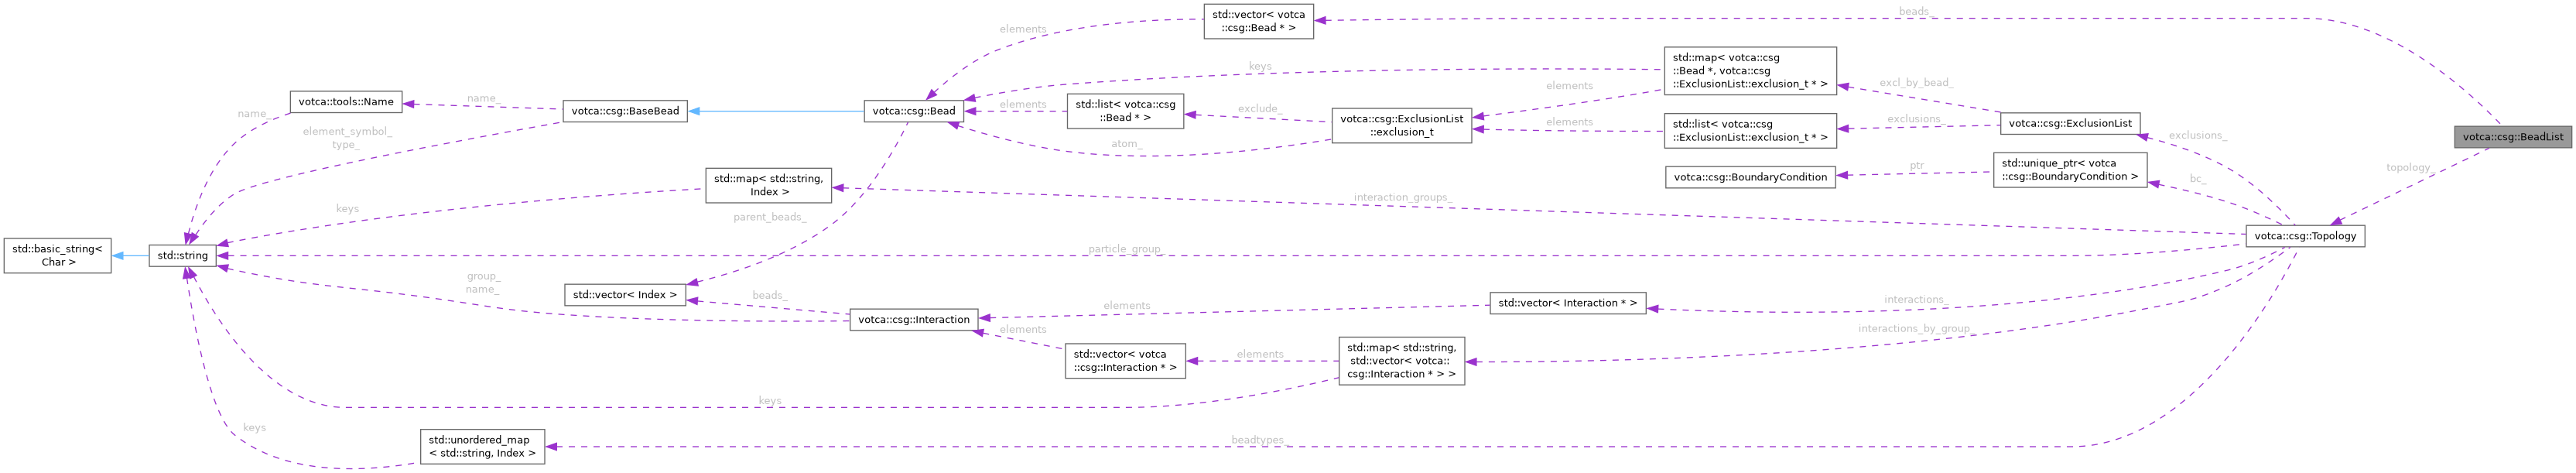 std::vector< votca
::csg::Bead * >
beads_
elements
std::map< votca::csg
::Bead *, votca::csg
::ExclusionList::exclusion_t * >
keys
excl_by_bead_
elements
votca::tools::Name
name_
votca::csg::BaseBead
votca::csg::Bead
elements
std::list< votca::csg
::Bead * >
exclude_
votca::csg::ExclusionList
::exclusion_t
elements
std::list< votca::csg
::ExclusionList::exclusion_t * >
exclusions_
votca::csg::ExclusionList
exclusions_
votca::csg::BeadList
name_
element_symbol_
type_
atom_
votca::csg::BoundaryCondition
ptr
std::unique_ptr< votca
::csg::BoundaryCondition >
bc_
topology_
std::map< std::string,
Index >
keys
parent_beads_
interaction_groups_
votca::csg::Topology
std::basic_string<
Char >
std::string
particle_group_
group_
name_
std::vector< Index >
beads_
votca::csg::Interaction
elements
std::vector< Interaction * >
interactions_
elements
std::vector< votca
::csg::Interaction * >
elements
std::map< std::string,
std::vector< votca::
csg::Interaction * > >
interactions_by_group_
keys
keys
std::unordered_map
< std::string, Index >
beadtypes_